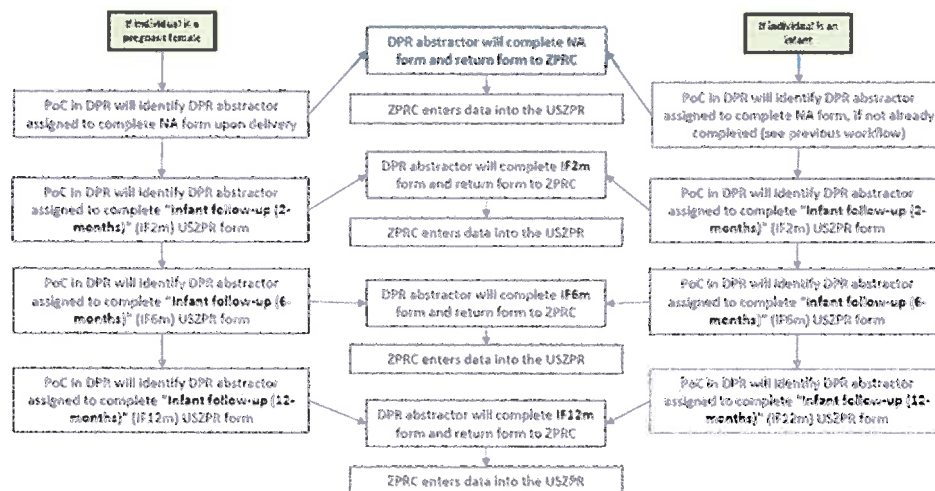 If individual is a
pregnant female
PoC in DPR will identify DPR abstractor
assigned to complete NA form upon delivery
PoC in DPR will identify DPR abstractor
assigned to complete "Infant follow-up (2-
months)" (IF2m) USZPR form
PoC in DPR will identify DPR abstractor
assigned to complete "Infant follow-up (6-
months)" (IF6m) USZPR form
PoC in DPR will identify DPR abstractor
assigned to complete "Infant follow-up (12-
months)" (IF12m) USZPR form
DPR abstractor will complete NA
form and return form to ZPRC
ZPRC enters data into the USZPR
DPR abstractor will complete IF2m
form and return form to ZPRC
ZPRC enters data into the USZPR
DPR abstractor will complete IF6m
form and return form to ZPRC
ZPRC enters data into the USZPR
DPR abstractor will complete IF12m
form and return form to ZPRC
ZPRC enters data into the USZPR
If individual is an
infant
PoC in DPR will identify DPR abstractor
assigned to complete NA form, if not already
completed (see previous workflow)
PoC in DPR will identify DPR abstractor
assigned to complete "Infant follow-up (2-
months)" (IF2m) USZPR form
PoC in DPR will identify DPR abstractor
assigned to complete "Infant follow-up (6-
months)" (IF6m) USZPR form
PoC in DPR will identify DPR abstractor
assigned to complete "Infant follow-up (12-
months)" (IF12m) USZPR form